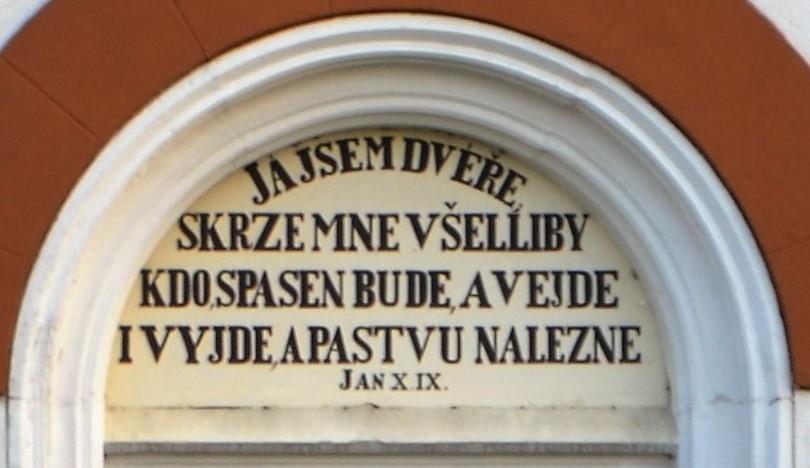 JÁ JSEM DVÉŘE,
SKRZE MNE VŠELLIBY
KDO, SPASEN BUDE, A VEJDE
I VYJDE, A PASTVU NALEZNE
JAN X. IX.